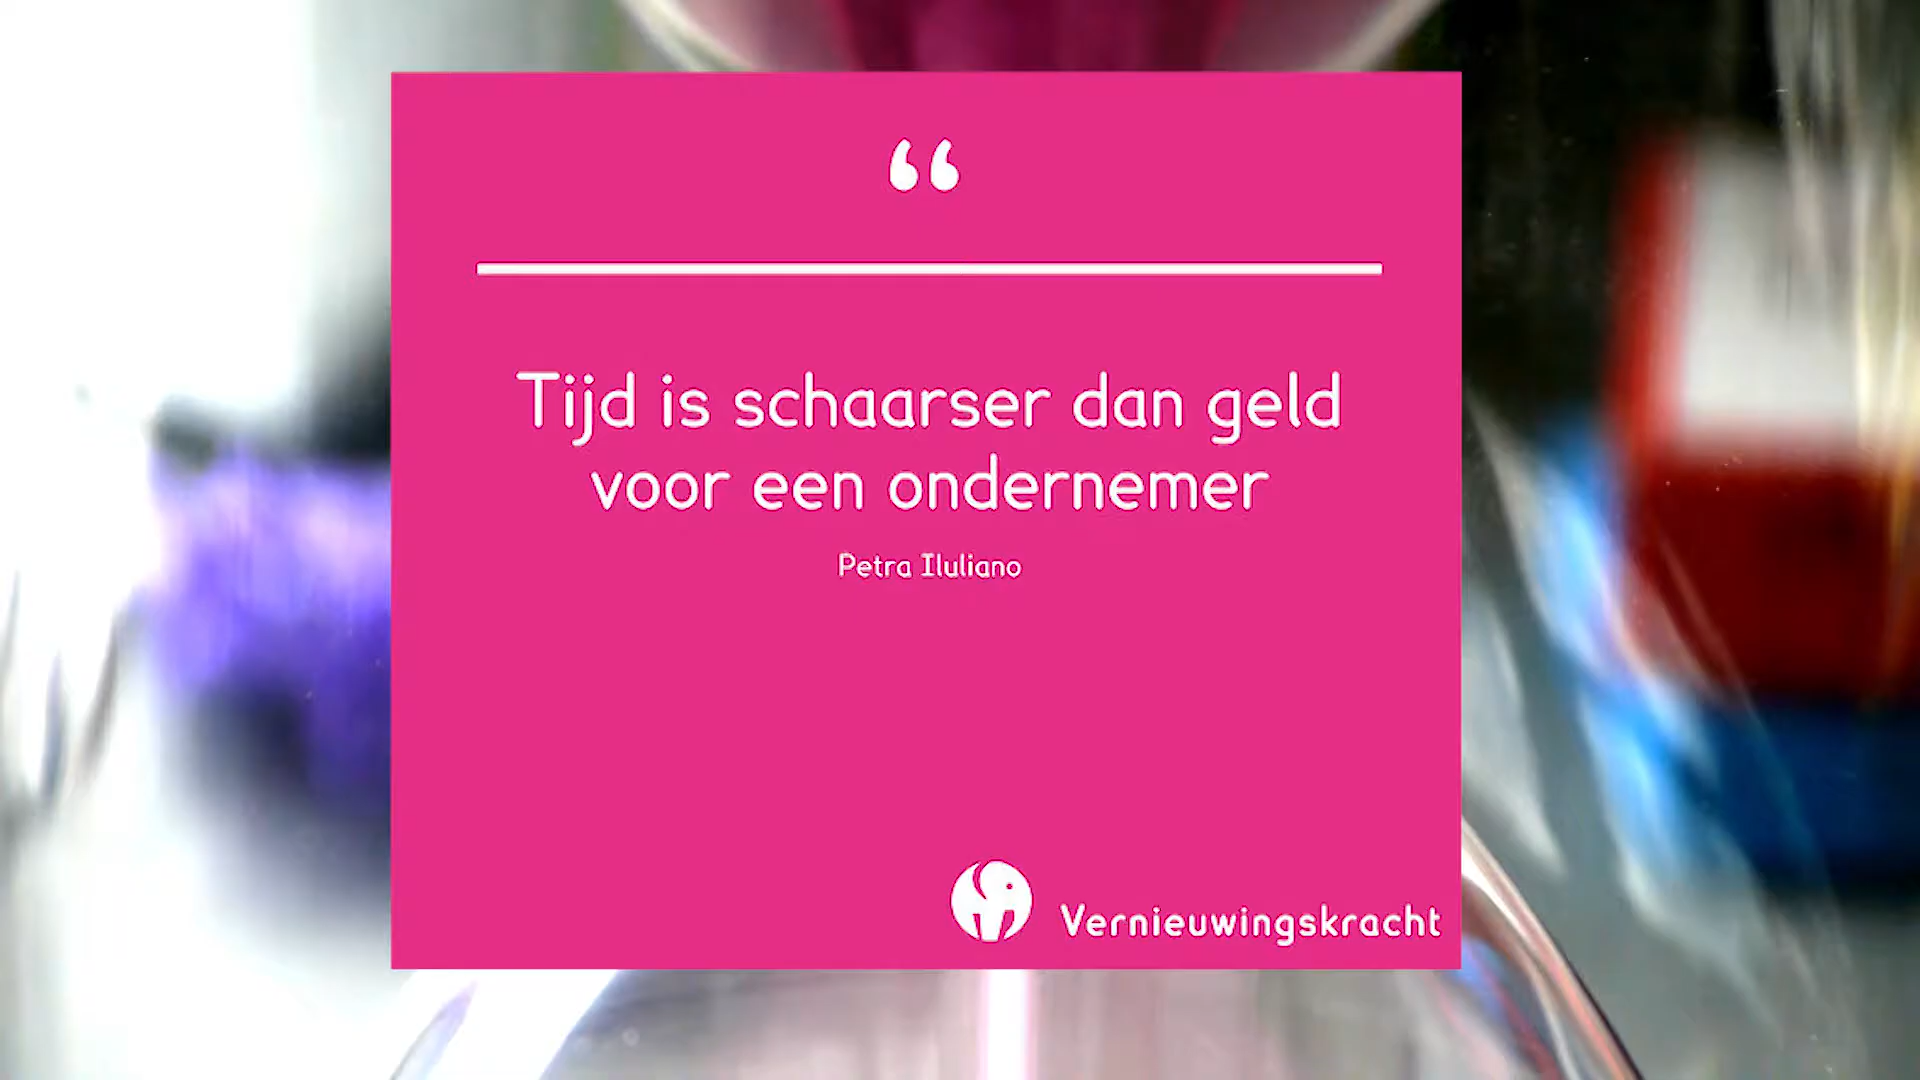 “
Tijd is schaarser dan geld
voor een ondernemer
Petra Iluliano
Vernieuwingskracht